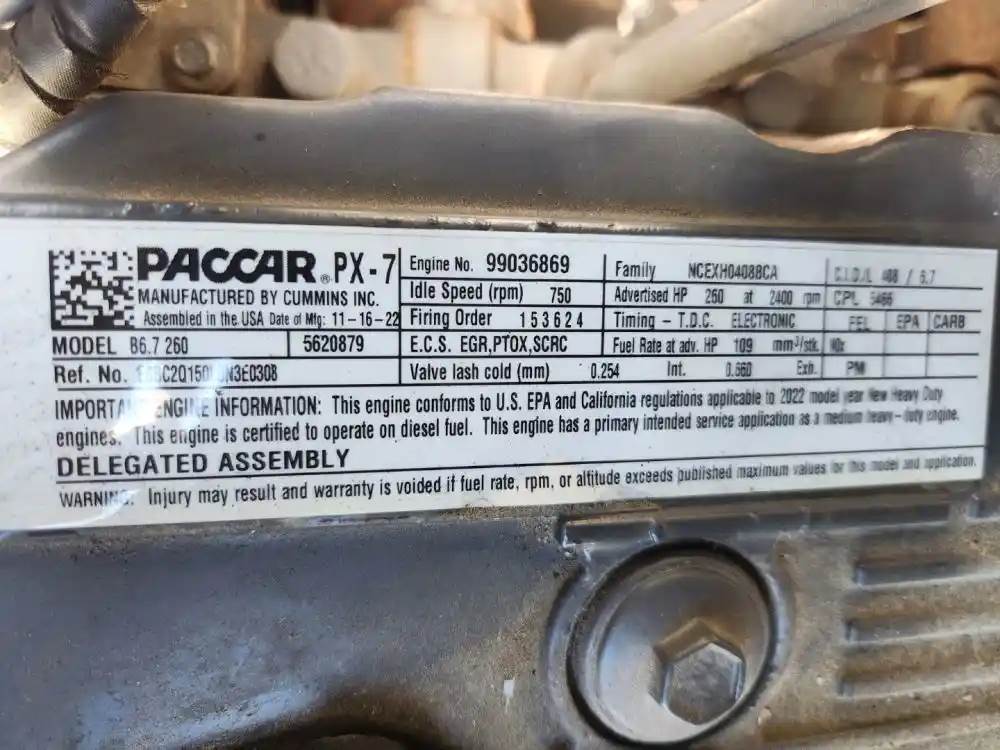 PACCAR® PX-7
MANUFACTURED BY CUMMINS INC.
Assembled in the USA Date of Mfg: 11-16-22
MODEL B6.7 260 5620879
Ref. No.
Engine No. 99036869
Idle Speed (rpm) 750
Firing Order 153624
E.C.S. EGR,PTOX,SCRC
Valve lash cold (mm) 0.254 Int. 0.660 Exh.
Family NCEXH0408BCA
Advertised HP 260 at 2400 rpm
Timing - T.D.C. ELECTRONIC
Fuel Rate at adv. HP 109 mm³/stk.
C.I.D./L 408 / 6.7
CPL
FEL EPA CARB
NOx
PM
IMPORTANT ENGINE INFORMATION: This engine conforms to U.S. EPA and California regulations applicable to 2022 model year New Heavy Duty
engines. This engine is certified to operate on diesel fuel. This engine has a primary intended service application as a medium heavy-duty engine.
DELEGATED ASSEMBLY
WARNING: Injury may result and warranty is voided if fuel rate, rpm, or altitude exceeds published maximum values for this model and application.